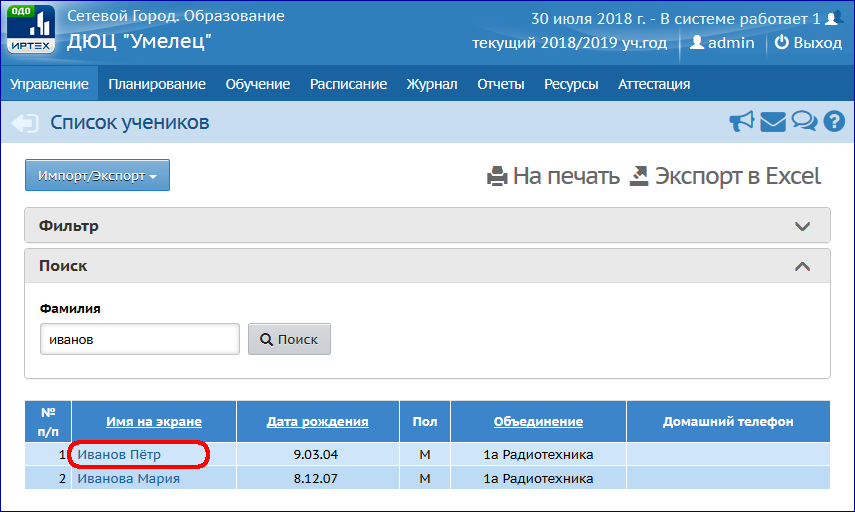 ОДО
ИРТЕХ
Сетевой Город. Образование
ДЮЦ "Умелец"
30 июля 2018 г. - В системе работает 1
текущий 2018/2019 уч.год admin Выход
Управление Планирование Обучение Расписание Журнал Отчеты Ресурсы Аттестация
Список учеников
Импорт/Экспорт На печать Экспорт в Excel
Фильтр
Поиск
Фамилия
иванов Поиск
№ п/п Имя на экране Дата рождения Пол Объединение Домашний телефон
1 Иванов Пётр 9.03.04 М 1а Радиотехника
2 Иванова Мария 8.12.07 М 1а Радиотехника